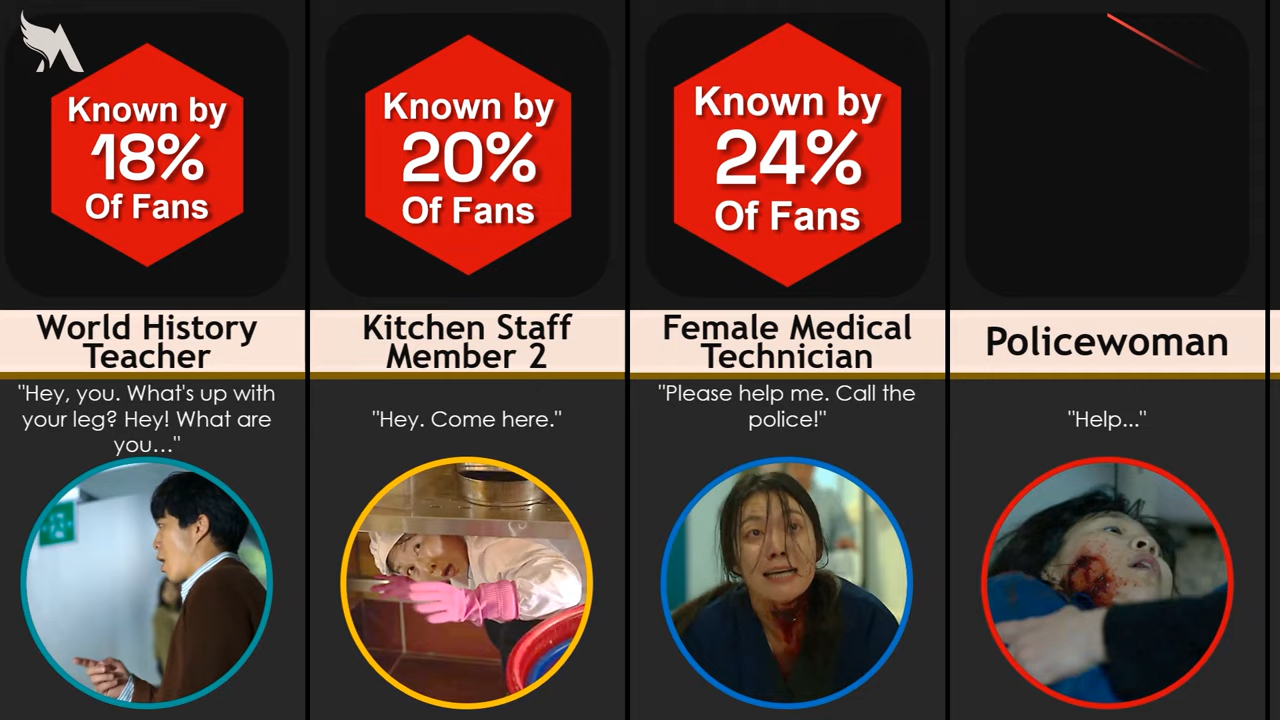 Known by
18%
Of Fans
World History
Teacher
"Hey, you. What's up with
your leg? Hey! What are
you..."
Known by
20%
Of Fans
Kitchen Staff
Member 2
"Hey. Come here."
Known by
24%
Of Fans
Female Medical
Technician
"Please help me. Call the
police!"
Policewoman
"Help..."